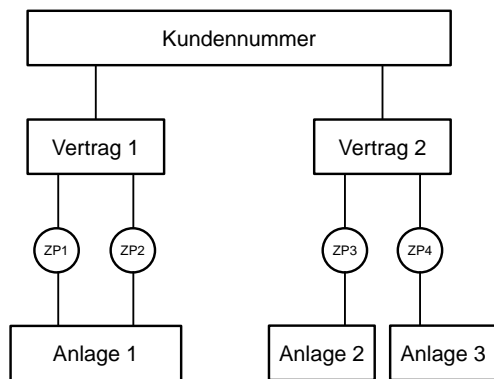 Kundennummer
Vertrag 1
Vertrag 2
ZP1
ZP2
ZP3
ZP4
Anlage 1
Anlage 2
Anlage 3